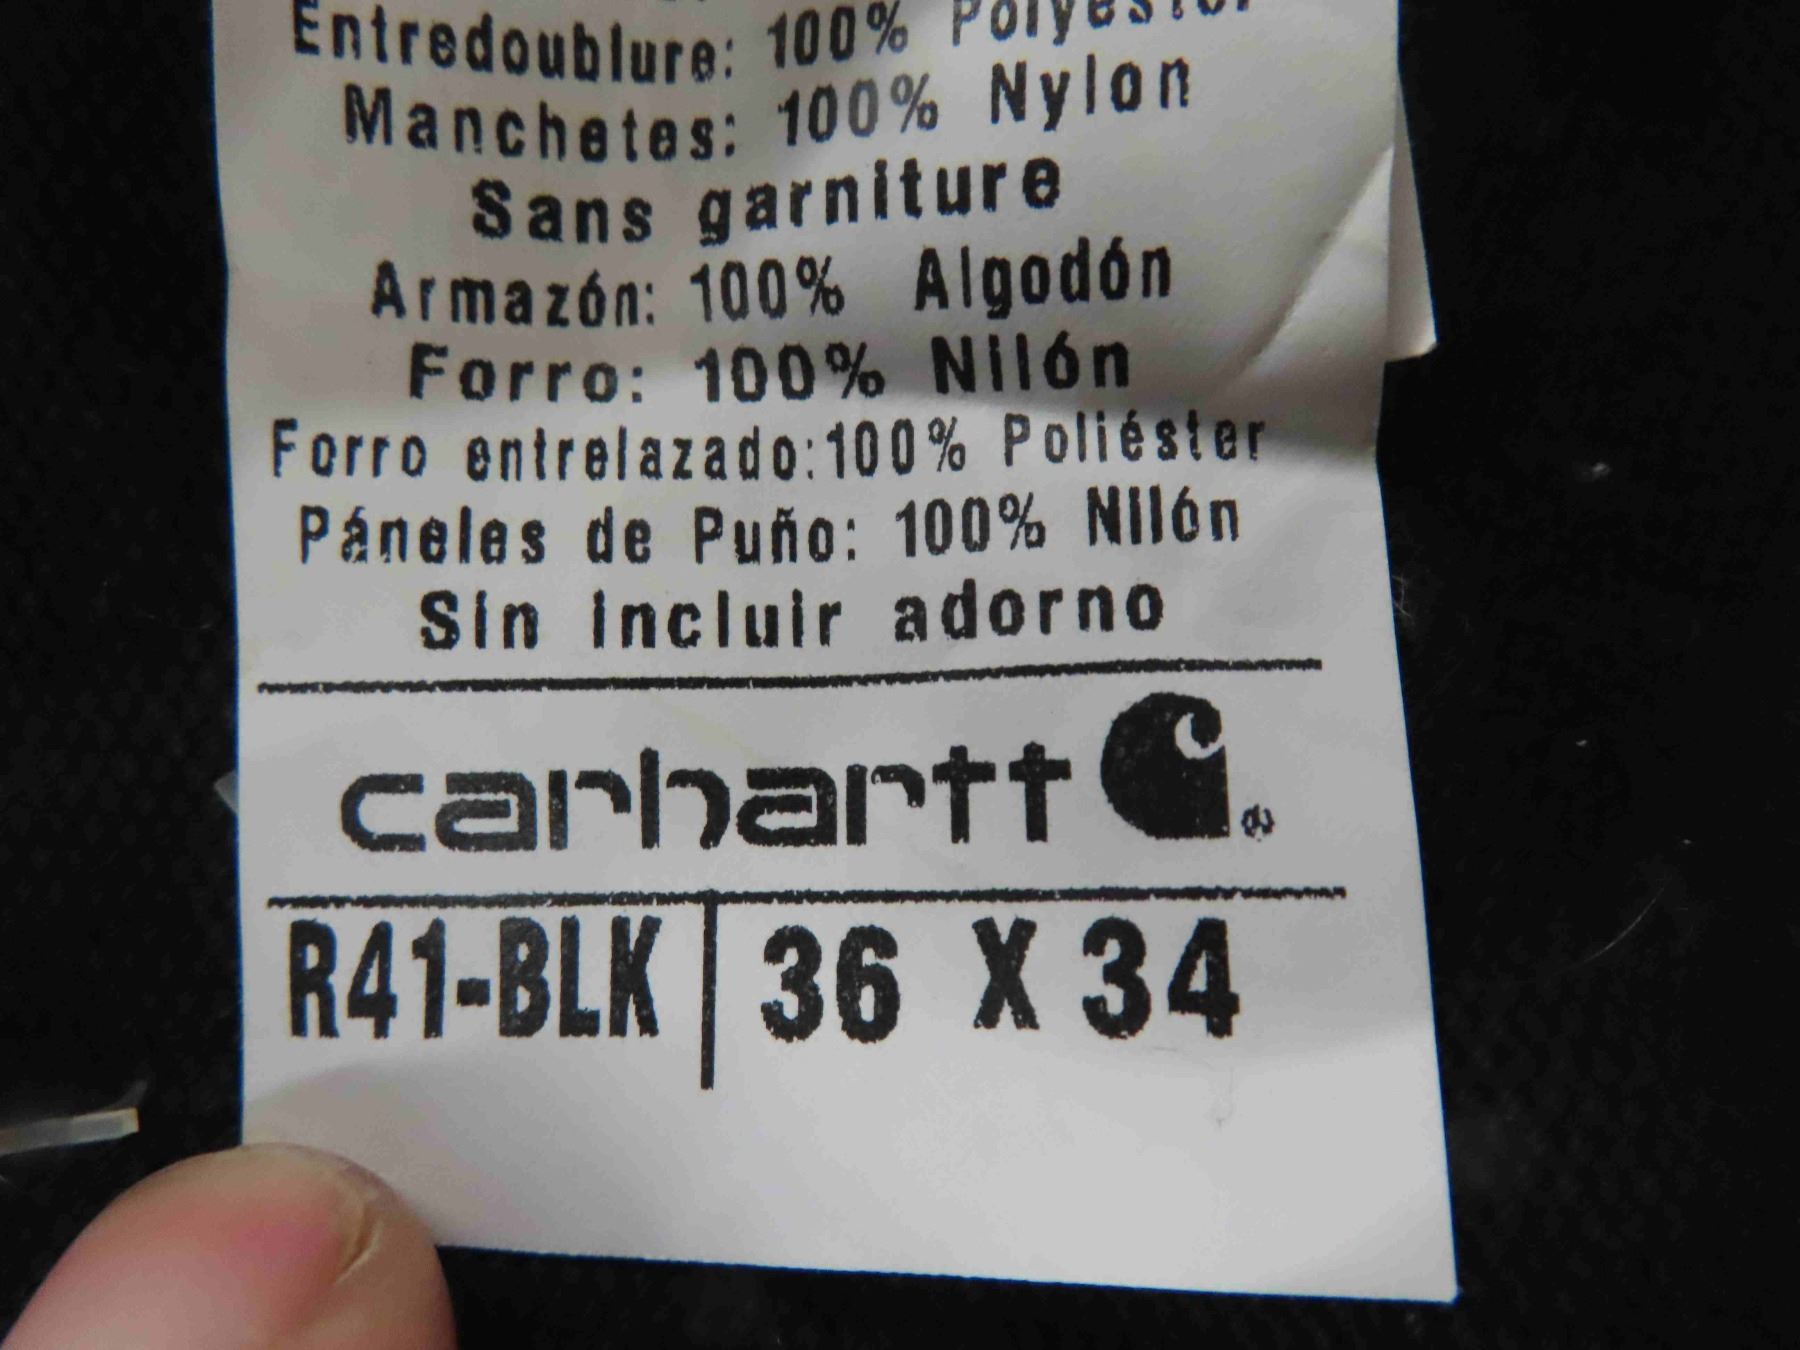 Entredoublure: 100% Polyester
Manchetes: 100% Nylon
Sans garniture
Armazón: 100% Algodón
Forro: 100% Nilón
Forro entrelazado:100% Poliéster
Páneles de Puño: 100% Nilón
Sin incluir adorno
carhartt
R41-BLK 36 X 34